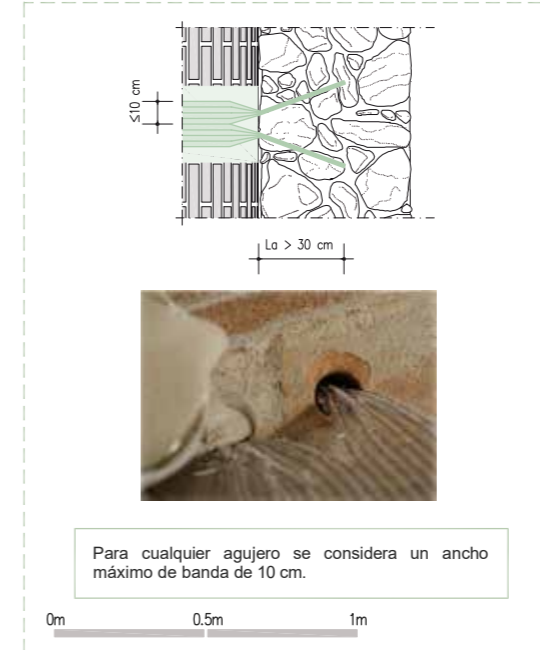 ≤10 cm
La > 30 cm
Para cualquier agujero se considera un ancho
máximo de banda de 10 cm.
0m 0.5m 1m